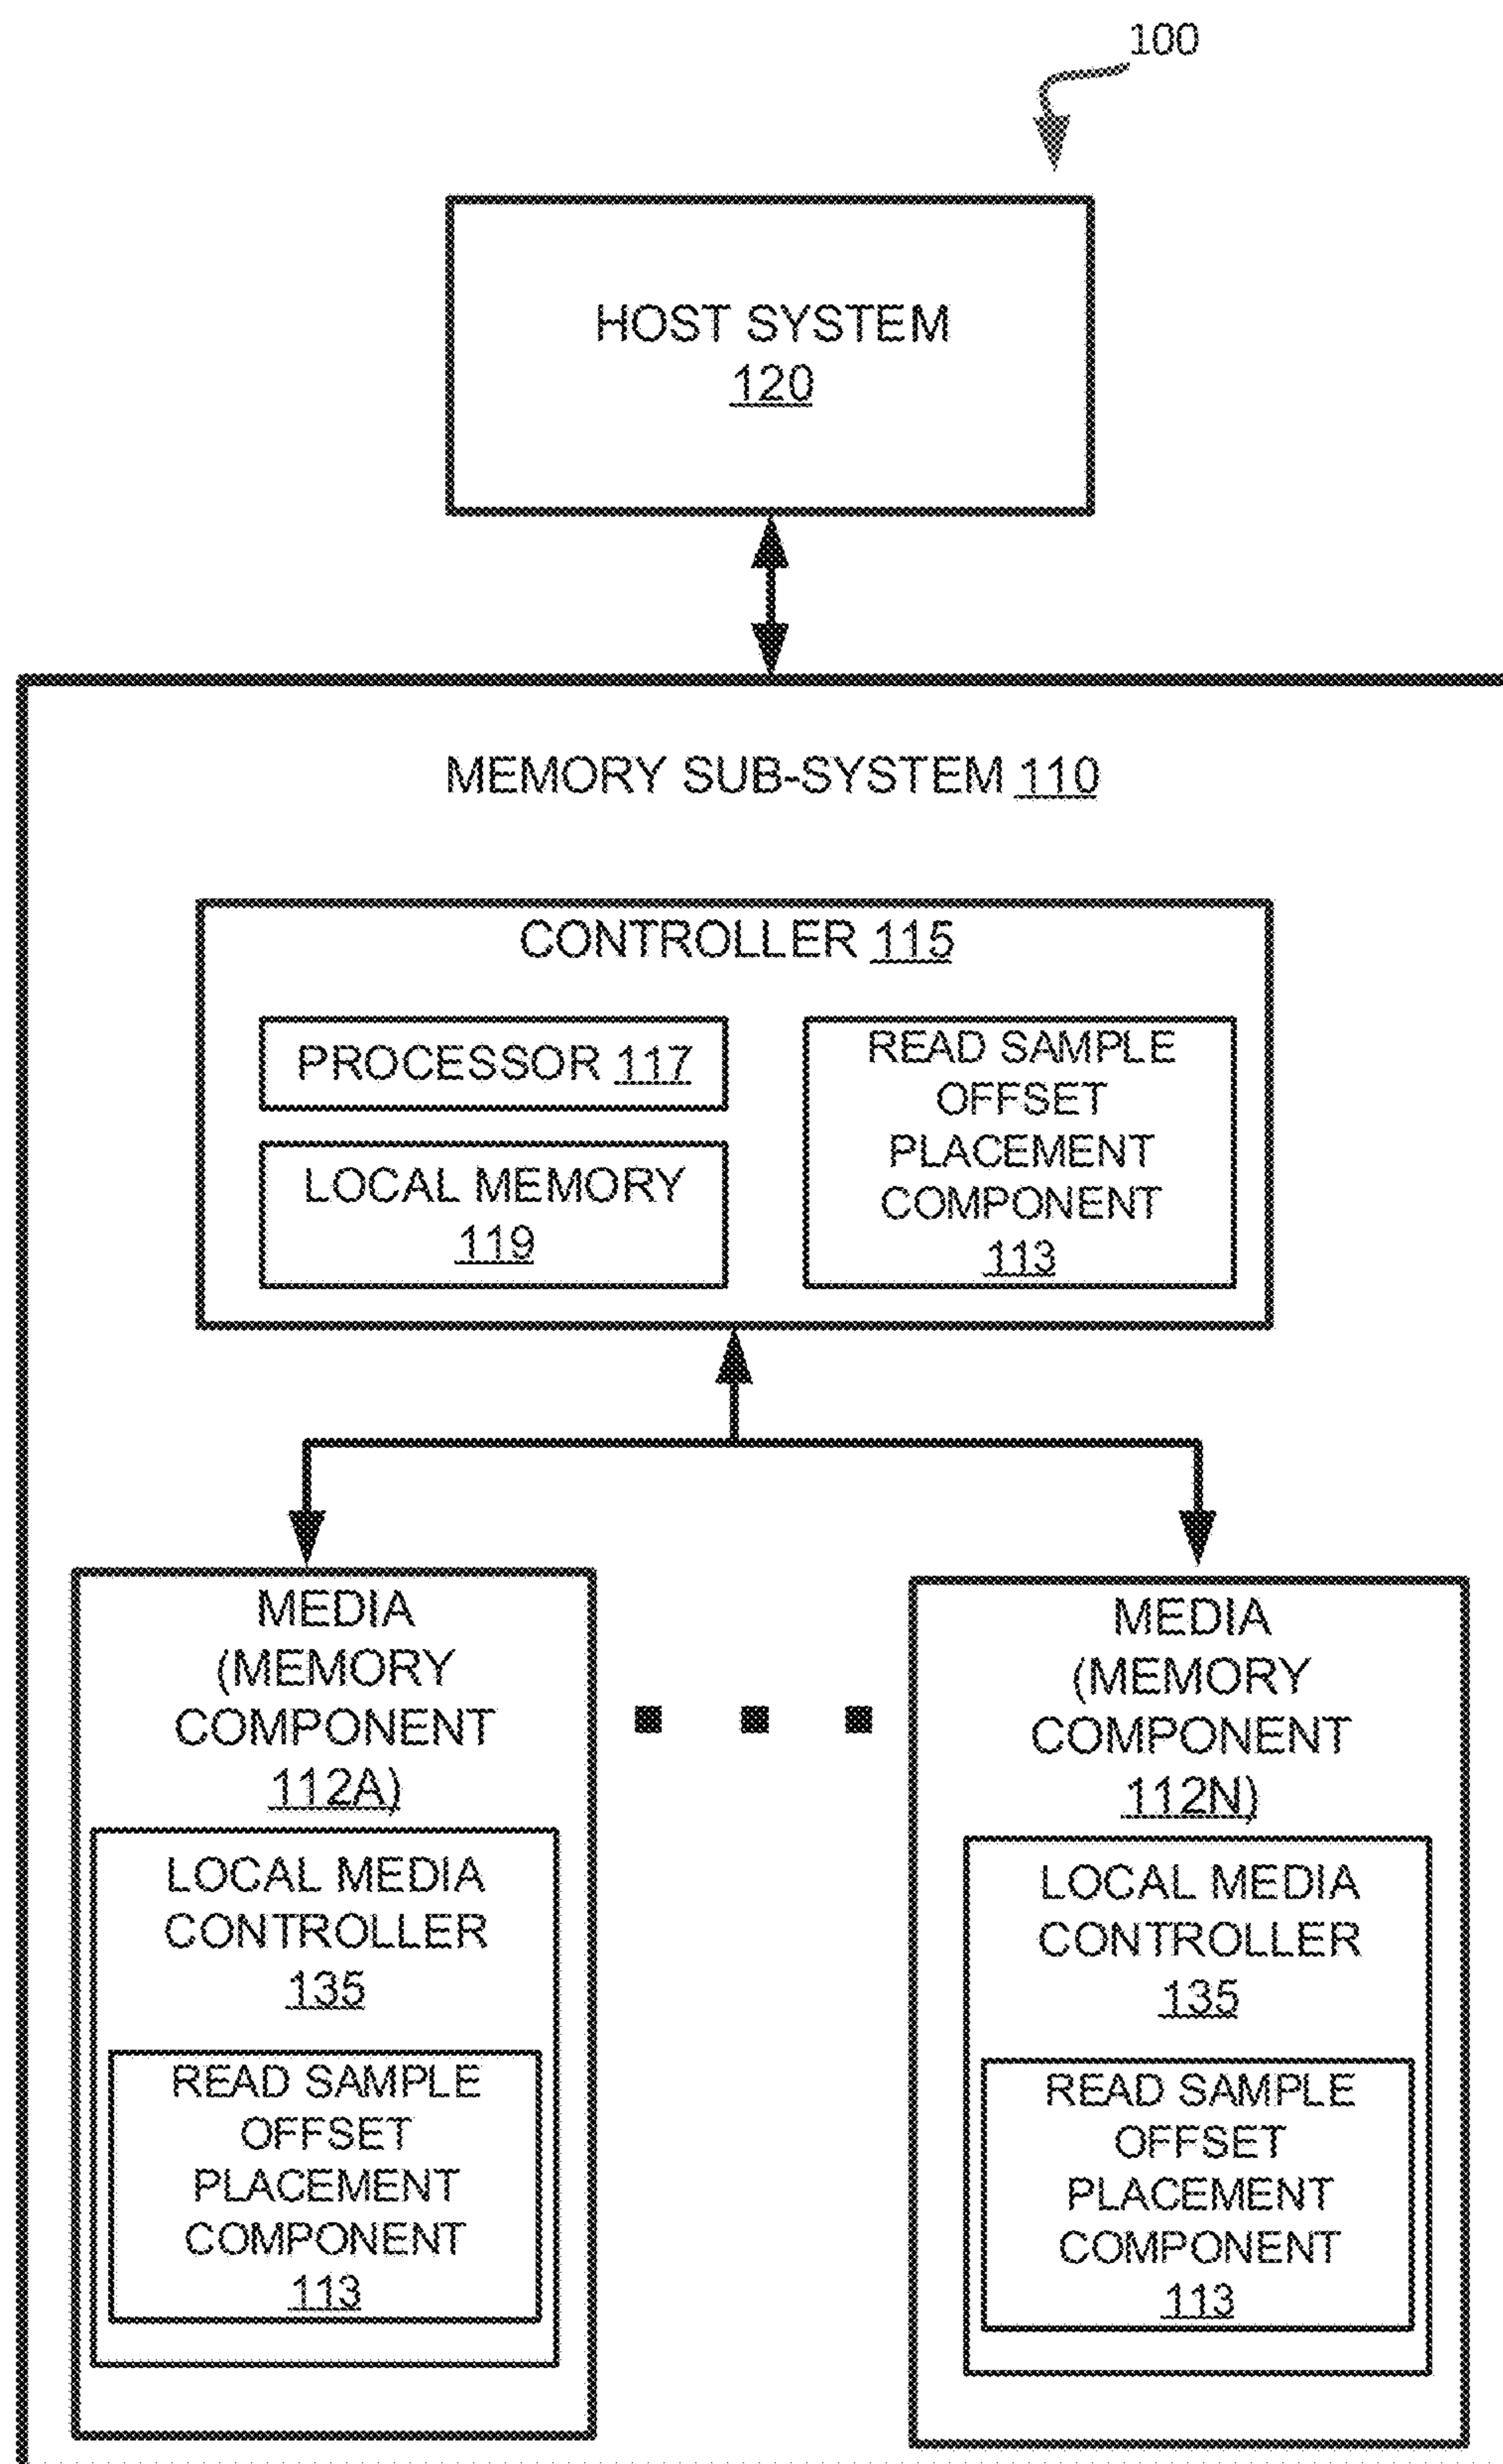 100
HOST SYSTEM
120
MEMORY SUB-SYSTEM 110
CONTROLLER 115
PROCESSOR 117
LOCAL MEMORY
119
READ SAMPLE
OFFSET
PLACEMENT
COMPONENT
113
MEDIA
(MEMORY
COMPONENT
112A)
LOCAL MEDIA
CONTROLLER
135
READ SAMPLE
OFFSET
PLACEMENT
COMPONENT
113
MEDIA
(MEMORY
COMPONENT
112N)
LOCAL MEDIA
CONTROLLER
135
READ SAMPLE
OFFSET
PLACEMENT
COMPONENT
113